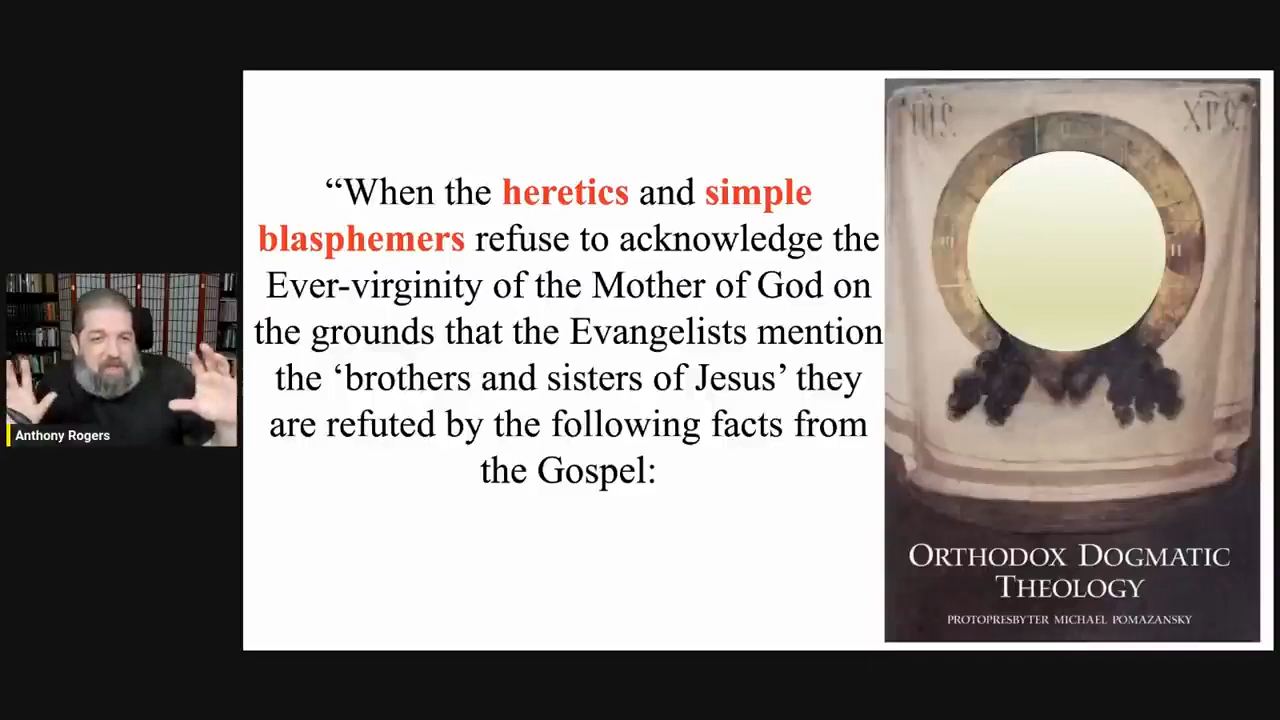 “When the heretics and simple
blasphemers refuse to acknowledge the
Ever-virginity of the Mother of God on
the grounds that the Evangelists mention
the ‘brothers and sisters of Jesus’ they
are refuted by the following facts from
the Gospel:
Anthony Rogers
ORTHODOX DOGMATIC
THEOLOGY
PROTOPRESBYTER MICHAEL POMAZANSKY